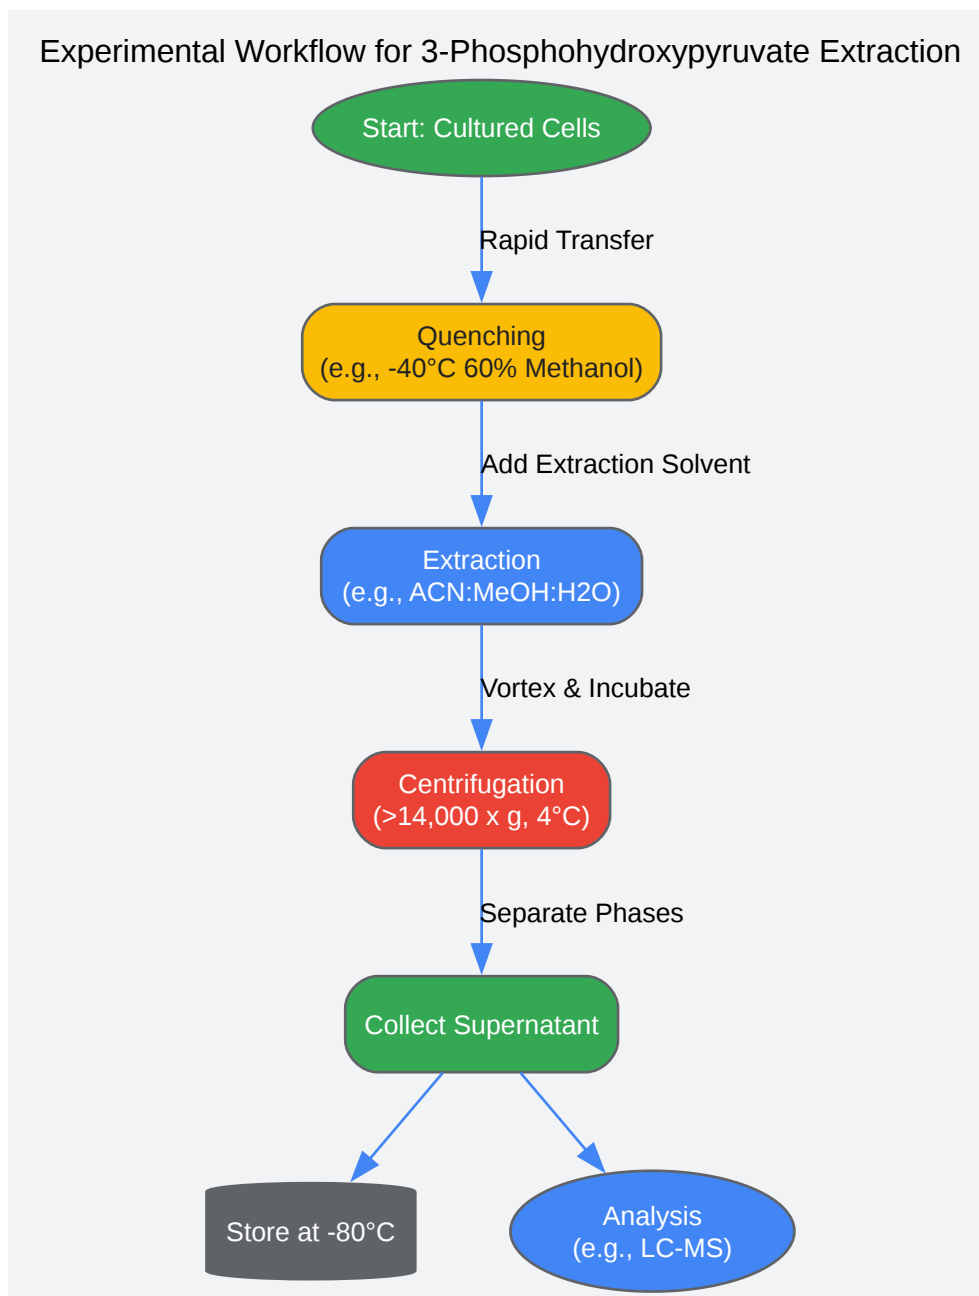 Experimental Workflow for 3-Phosphohydroxypyruvate Extraction
Start: Cultured Cells
Rapid Transfer
Quenching
(e.g., -40°C 60% Methanol)
Add Extraction Solvent
Extraction
(e.g., ACN:MeOH:H2O)
Vortex & Incubate
Centrifugation
(>14,000 x g, 4°C)
Separate Phases
Collect Supernatant
Store at -80°C
Analysis
(e.g., LC-MS)